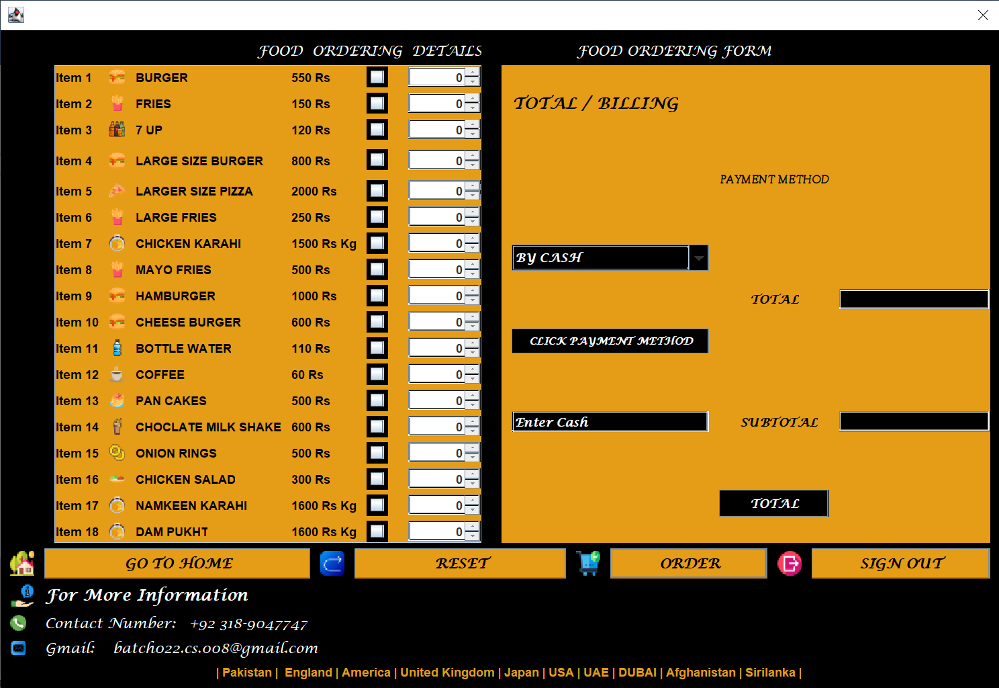 FOOD ORDERING DETAILS
FOOD ORDERING FORM
Item 1 BURGER 550 Rs 0
Item 2 FRIES 150 Rs 0
Item 3 7 UP 120 Rs 0
Item 4 LARGE SIZE BURGER 800 Rs 0
Item 5 LARGER SIZE PIZZA 2000 Rs 0
Item 6 LARGE FRIES 250 Rs 0
Item 7 CHICKEN KARAHI 1500 Rs Kg 0
Item 8 MAYO FRIES 500 Rs 0
Item 9 HAMBURGER 1000 Rs 0
Item 10 CHEESE BURGER 600 Rs 0
Item 11 BOTTLE WATER 110 Rs 0
Item 12 COFFEE 60 Rs 0
Item 13 PAN CAKES 500 Rs 0
Item 14 CHOCLATE MILK SHAKE 600 Rs 0
Item 15 ONION RINGS 500 Rs 0
Item 16 CHICKEN SALAD 300 Rs 0
Item 17 NAMKEEN KARAHI 1600 Rs Kg 0
Item 18 DAM PUKHT 1600 Rs Kg 0
TOTAL / BILLING
PAYMENT METHOD
BY CASH
TOTAL
CLICK PAYMENT METHOD
Enter Cash
SUBTOTAL
TOTAL
GO TO HOME
RESET
ORDER
SIGN OUT
For More Information
Contact Number: +92 318-9047747
Gmail: batch022.cs.008@gmail.com
| Pakistan | England | America | United Kingdom | Japan | USA | UAE | DUBAI | Afghanistan | Sirilanka |